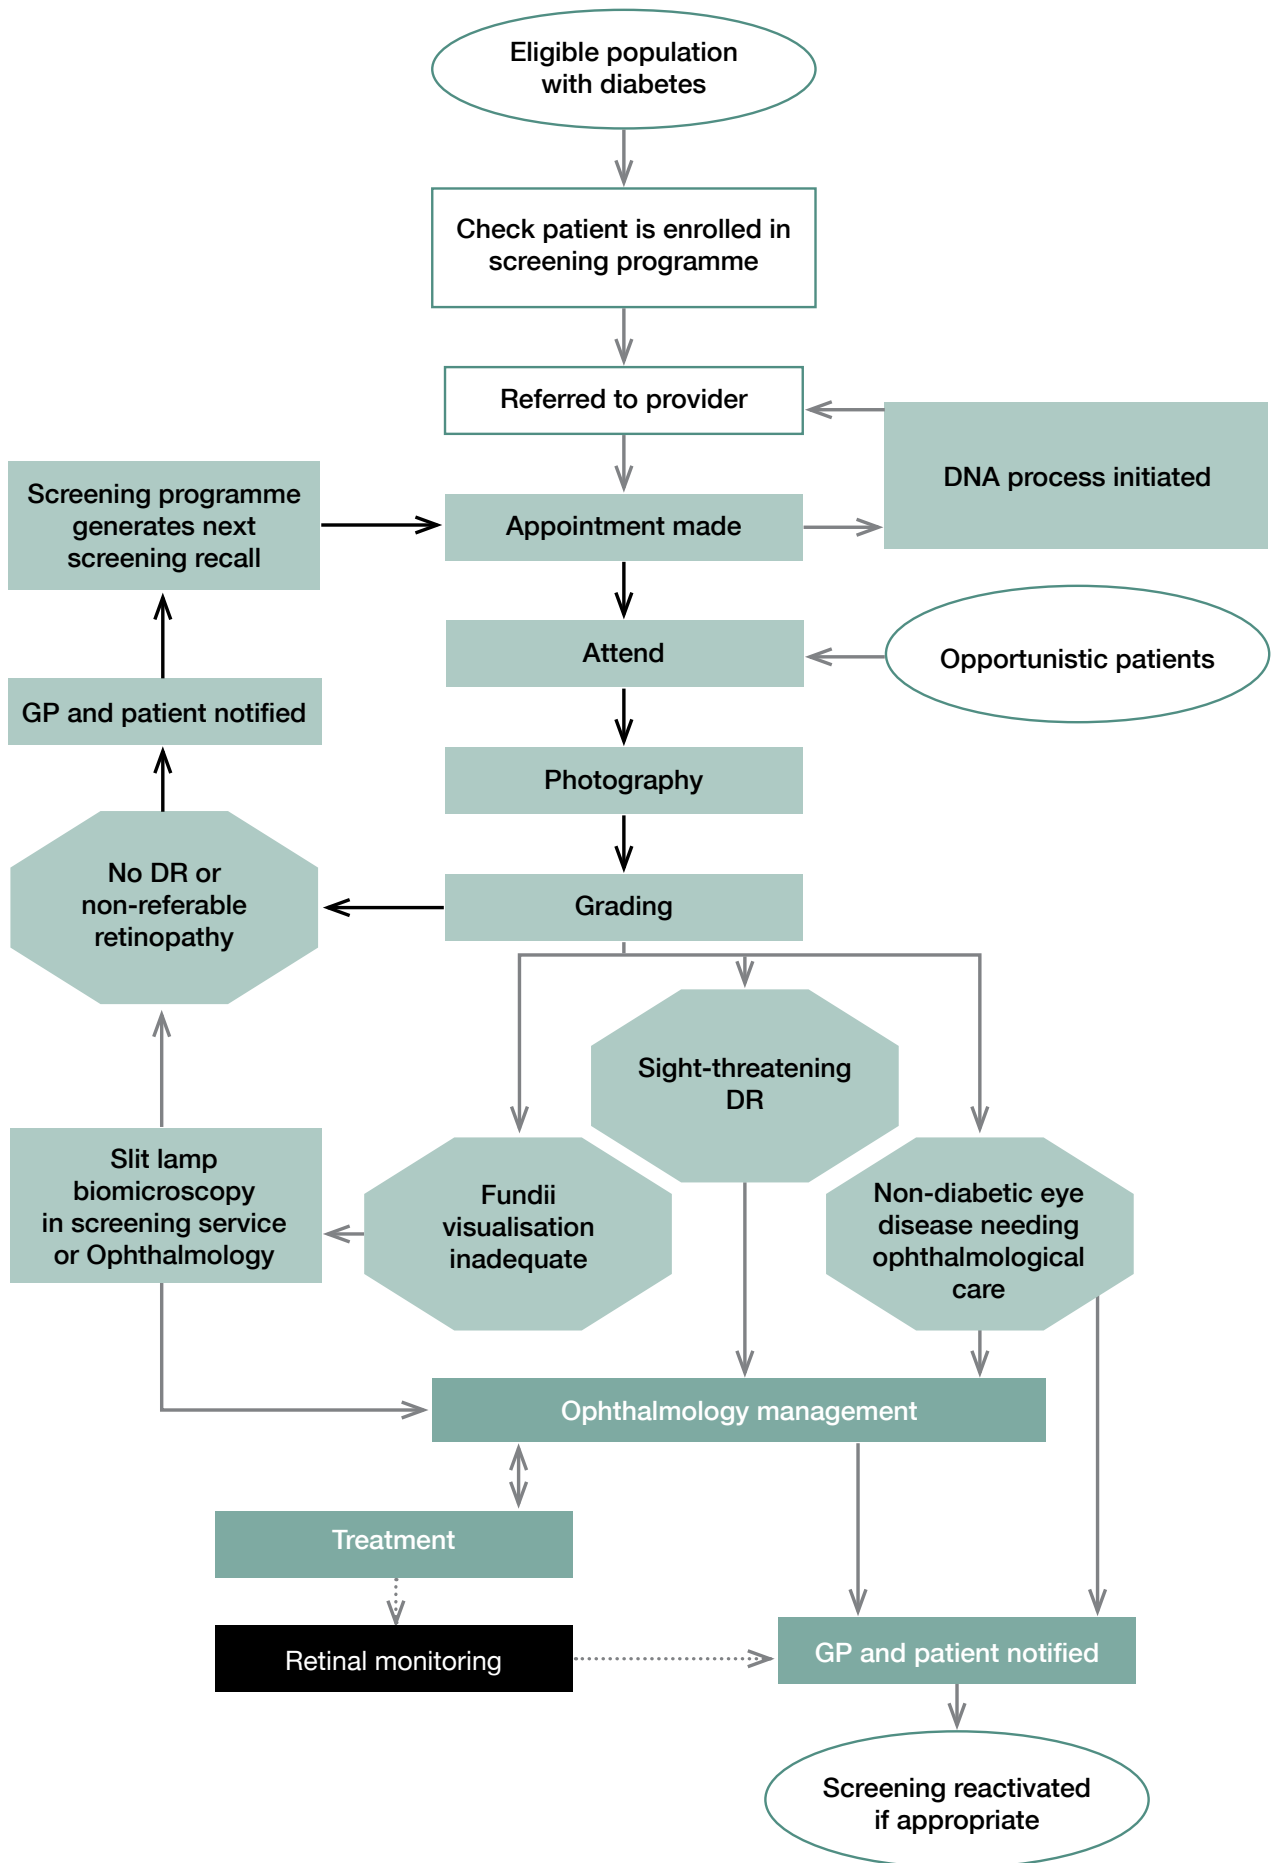 Eligible population
with diabetes
Check patient is enrolled in
screening programme
Referred to provider
DNA process initiated
Screening programme
generates next
screening recall
Appointment made
Attend
Opportunistic patients
GP and patient notified
Photography
No DR or
non-referable
retinopathy
Grading
Sight-threatening
DR
Slit lamp
biomicroscopy
in screening service
or Ophthalmology
Fundii
visualisation
inadequate
Non-diabetic eye
disease needing
ophthalmological
care
Ophthalmology management
Treatment
Retinal monitoring
GP and patient notified
Screening reactivated
if appropriate